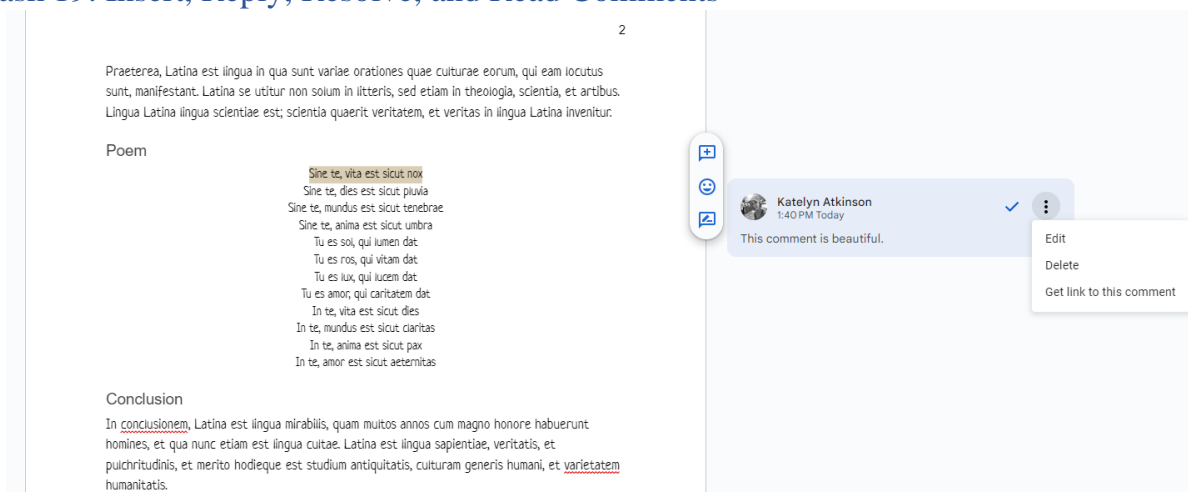 ask 19: Insert, Reply, Resolve, and Read Comments
2
Praeterea, Latina est lingua in qua sunt variae orationes quae culturae eorum, qui eam locutus
sunt, manifestant. Latina se utitur non solum in litteris, sed etiam in theologia, scientia, et artibus.
Lingua Latina lingua scientiae est; scientia quaerit veritatem, et veritas in lingua Latina invenitur.
Poem
Sine te, vita est sicut nox
Sine te, dies est sicut pluvia
Sine te, mundus est sicut tenebrae
Sine te, anima est sicut umbra
Tu es sol, qui lumen dat
Tu es ros, qui vitam dat
Tu es lux, qui lucem dat
Tu es amor, qui caritatem dat
In te, vita est sicut dies
In te, mundus est sicut claritas
In te, anima est sicut pax
In te, amor est sicut aeternitas
Katelyn Atkinson
1:40 PM Today
This comment is beautiful.
Edit
Delete
Get link to this comment
Conclusion
In conclusionem, Latina est lingua mirabilis, quam multos annos cum magno honore habuerunt
homines, et qua nunc etiam est lingua cultae. Latina est lingua sapientiae, veritatis, et
pulchritudinis, et merito hodieque est studium antiquitatis, culturam generis humani, et varietatem
humanitatis.